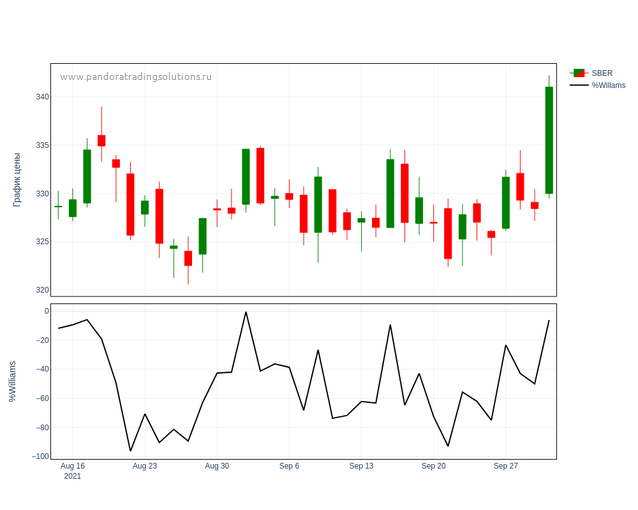 www.pandoratradingsolutions.ru
SBER
%Willams
График цены
340
335
330
325
320
%Williams
0
−20
−40
−60
−80
−100
Aug 16
2021
Aug 23
Aug 30
Sep 6
Sep 13
Sep 20
Sep 27